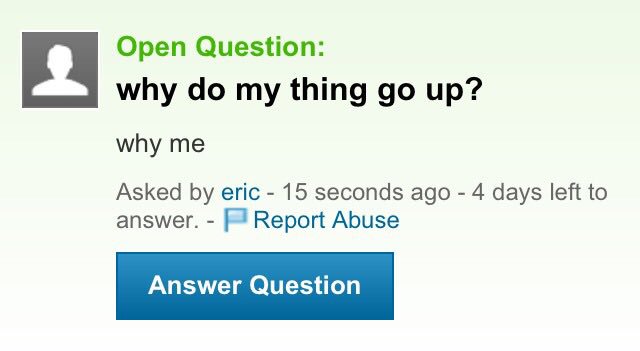 Open Question:
why do my thing go up?
why me
Asked by eric - 15 seconds ago - 4 days left to
answer. - Report Abuse
Answer Question